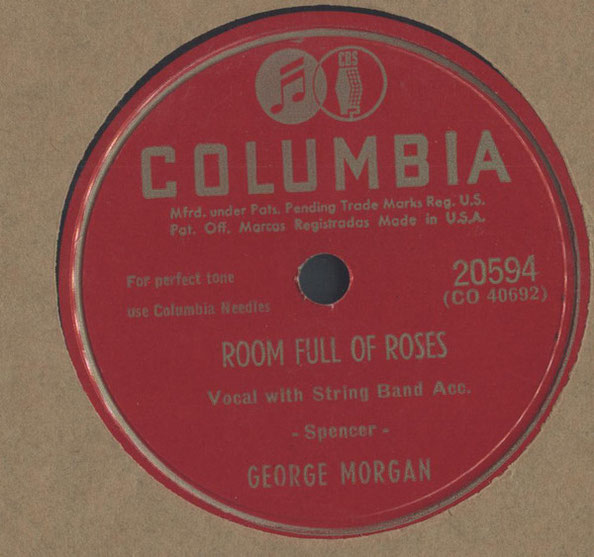 CBS
COLUMBIA
Mfrd. under Pats. Pending Trade Marks Reg. U.S.
Pat. Off. Marcas Registradas Made in U.S.A.
For perfect tone
use Columbia Needles
20594
(CO 40692)
ROOM FULL OF ROSES
Vocal with String Band Acc.
- Spencer -
GEORGE MORGAN